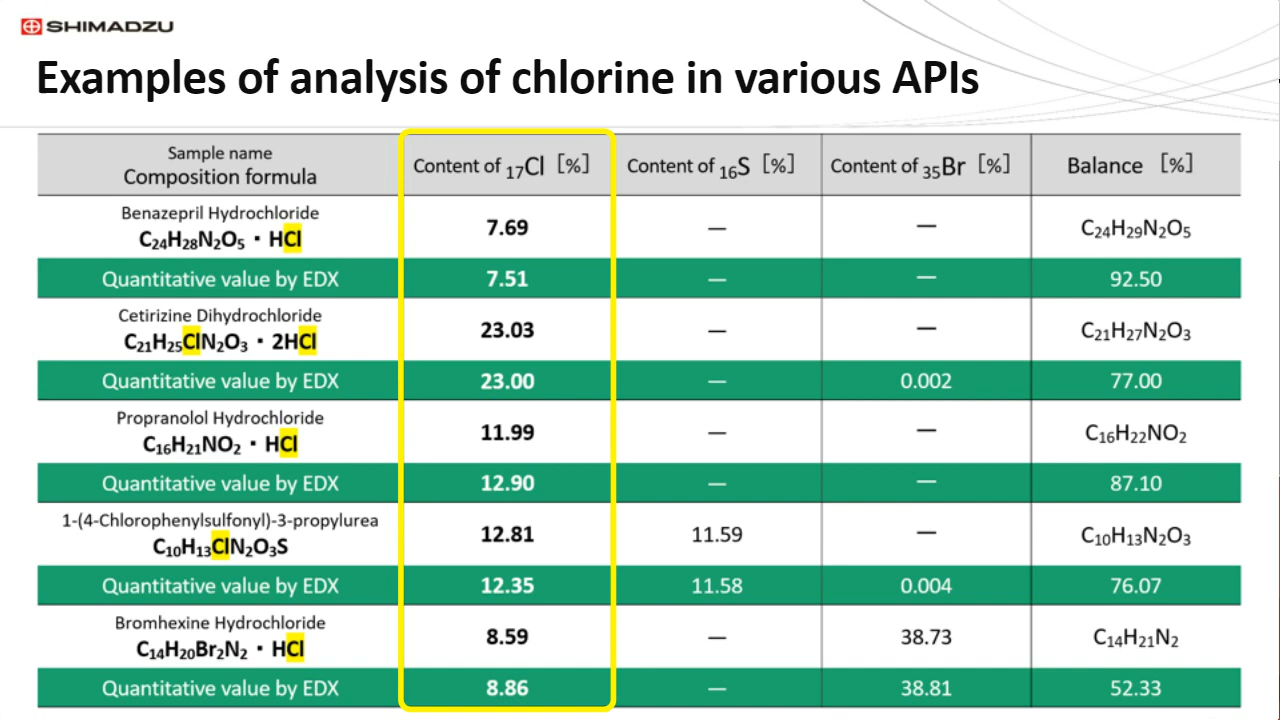 SHIMADZU
Examples of analysis of chlorine in various APIs
Sample name
Composition formula
Content of ₁₇Cl [%]
Content of ₁₆S [%]
Content of ₃₅Br [%]
Balance [%]
Benazepril Hydrochloride
C₂₄H₂₈N₂O₅・HCl
7.69
—
—
C₂₄H₂₉N₂O₅
Quantitative value by EDX
7.51
—
—
92.50
Cetirizine Dihydrochloride
C₂₁H₂₅ClN₂O₃・2HCl
23.03
—
—
C₂₁H₂₇N₂O₃
Quantitative value by EDX
23.00
—
0.002
77.00
Propranolol Hydrochloride
C₁₆H₂₁NO₂・HCl
11.99
—
—
C₁₆H₂₂NO₂
Quantitative value by EDX
12.90
—
—
87.10
1-(4-Chlorophenylsulfonyl)-3-propylurea
C₁₀H₁₃ClN₂O₃S
12.81
11.59
—
C₁₀H₁₃N₂O₃
Quantitative value by EDX
12.35
11.58
0.004
76.07
Bromhexine Hydrochloride
C₁₄H₂₀Br₂N₂・HCl
8.59
—
38.73
C₁₄H₂₁N₂
Quantitative value by EDX
8.86
—
38.81
52.33